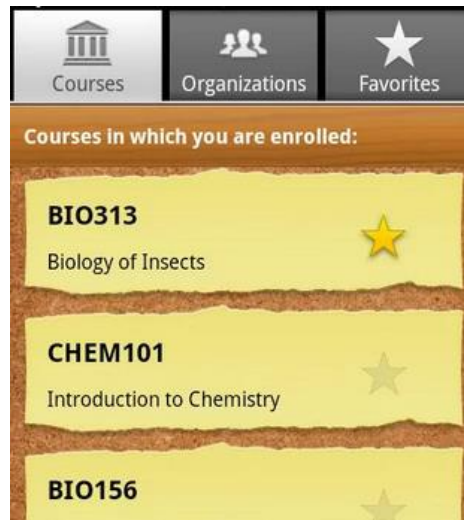 Courses
Organizations
Favorites
Courses in which you are enrolled:
BIO313
Biology of Insects
CHEM101
Introduction to Chemistry
BIO156